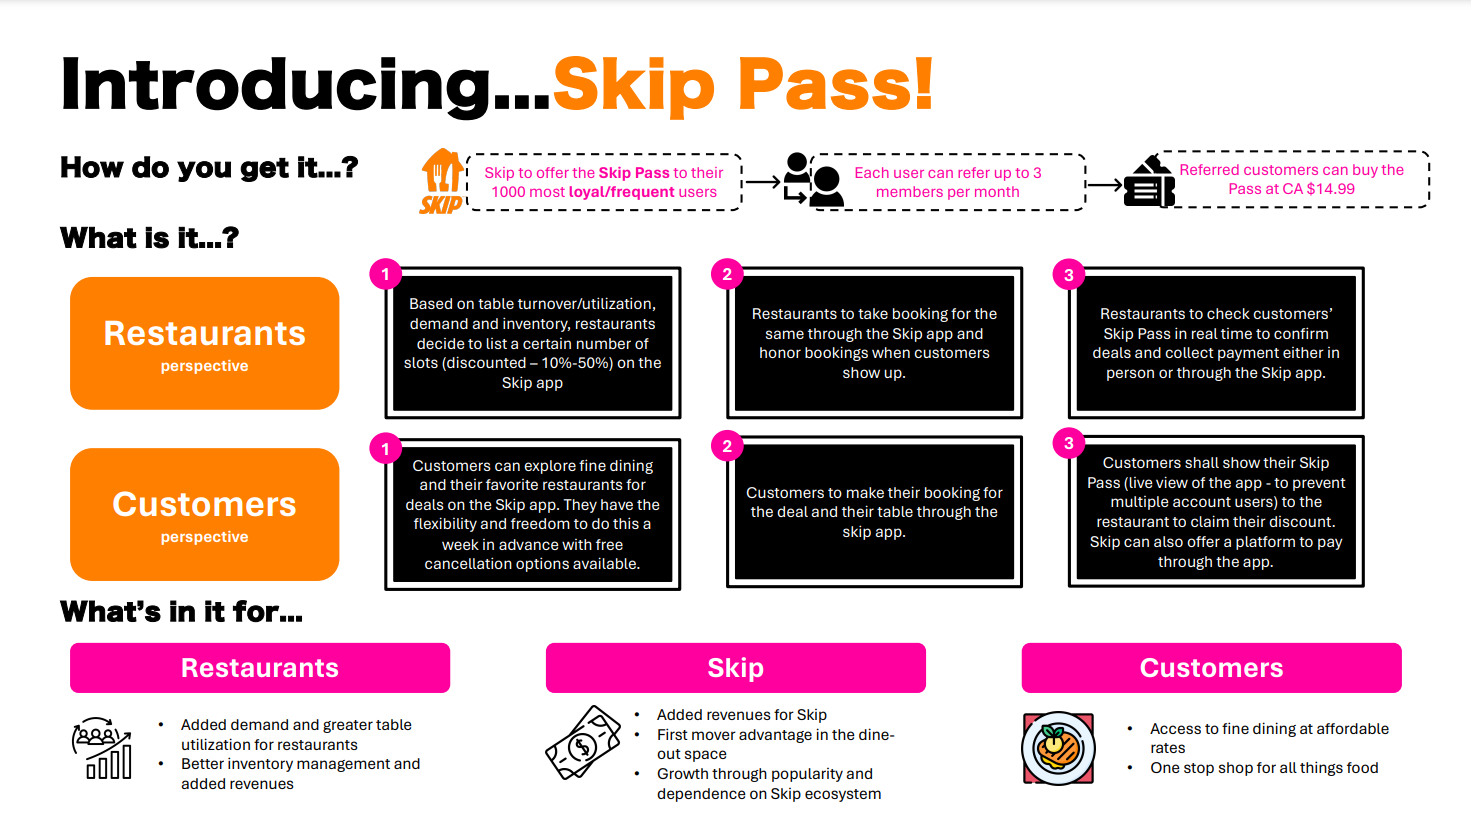 Introducing...Skip Pass!
How do you get it...?
SKIP
Skip to offer the Skip Pass to their
1000 most loyal/frequent users
Each user can refer up to 3
members per month
Referred customers can buy the
Pass at CA $14.99
What is it...?
Restaurants
perspective
1
Based on table turnover/utilization,
demand and inventory, restaurants
decide to list a certain number of
slots (discounted – 10%-50%) on the
Skip app
2
Restaurants to take booking for the
same through the Skip app and
honor bookings when customers
show up.
3
Restaurants to check customers’
Skip Pass in real time to confirm
deals and collect payment either in
person or through the Skip app.
Customers
perspective
1
Customers can explore fine dining
and their favorite restaurants for
deals on the Skip app. They have the
flexibility and freedom to do this a
week in advance with free
cancellation options available.
2
Customers to make their booking for
the deal and their table through the
skip app.
3
Customers shall show their Skip
Pass (live view of the app - to prevent
multiple account users) to the
restaurant to claim their discount.
Skip can also offer a platform to pay
through the app.
What’s in it for...
Restaurants
• Added demand and greater table
utilization for restaurants
• Better inventory management and
added revenues
Skip
$
• Added revenues for Skip
• First mover advantage in the dine-
out space
• Growth through popularity and
dependence on Skip ecosystem
Customers
• Access to fine dining at affordable
rates
• One stop shop for all things food